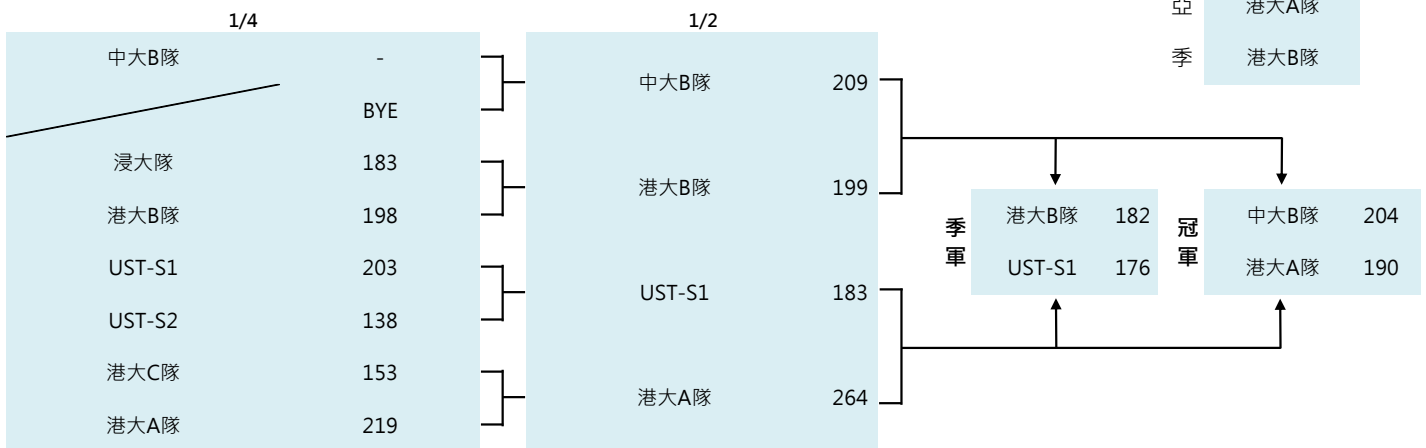 亞 港大A隊
季 港大B隊
1/4 1/2
中大B隊 -
BYE
中大B隊 209
浸大隊 183
港大B隊 198
港大B隊 199
UST-S1 203
UST-S2 138
UST-S1 183
港大C隊 153
港大A隊 219
港大A隊 264
季軍
港大B隊 182
UST-S1 176
冠軍
中大B隊 204
港大A隊 190